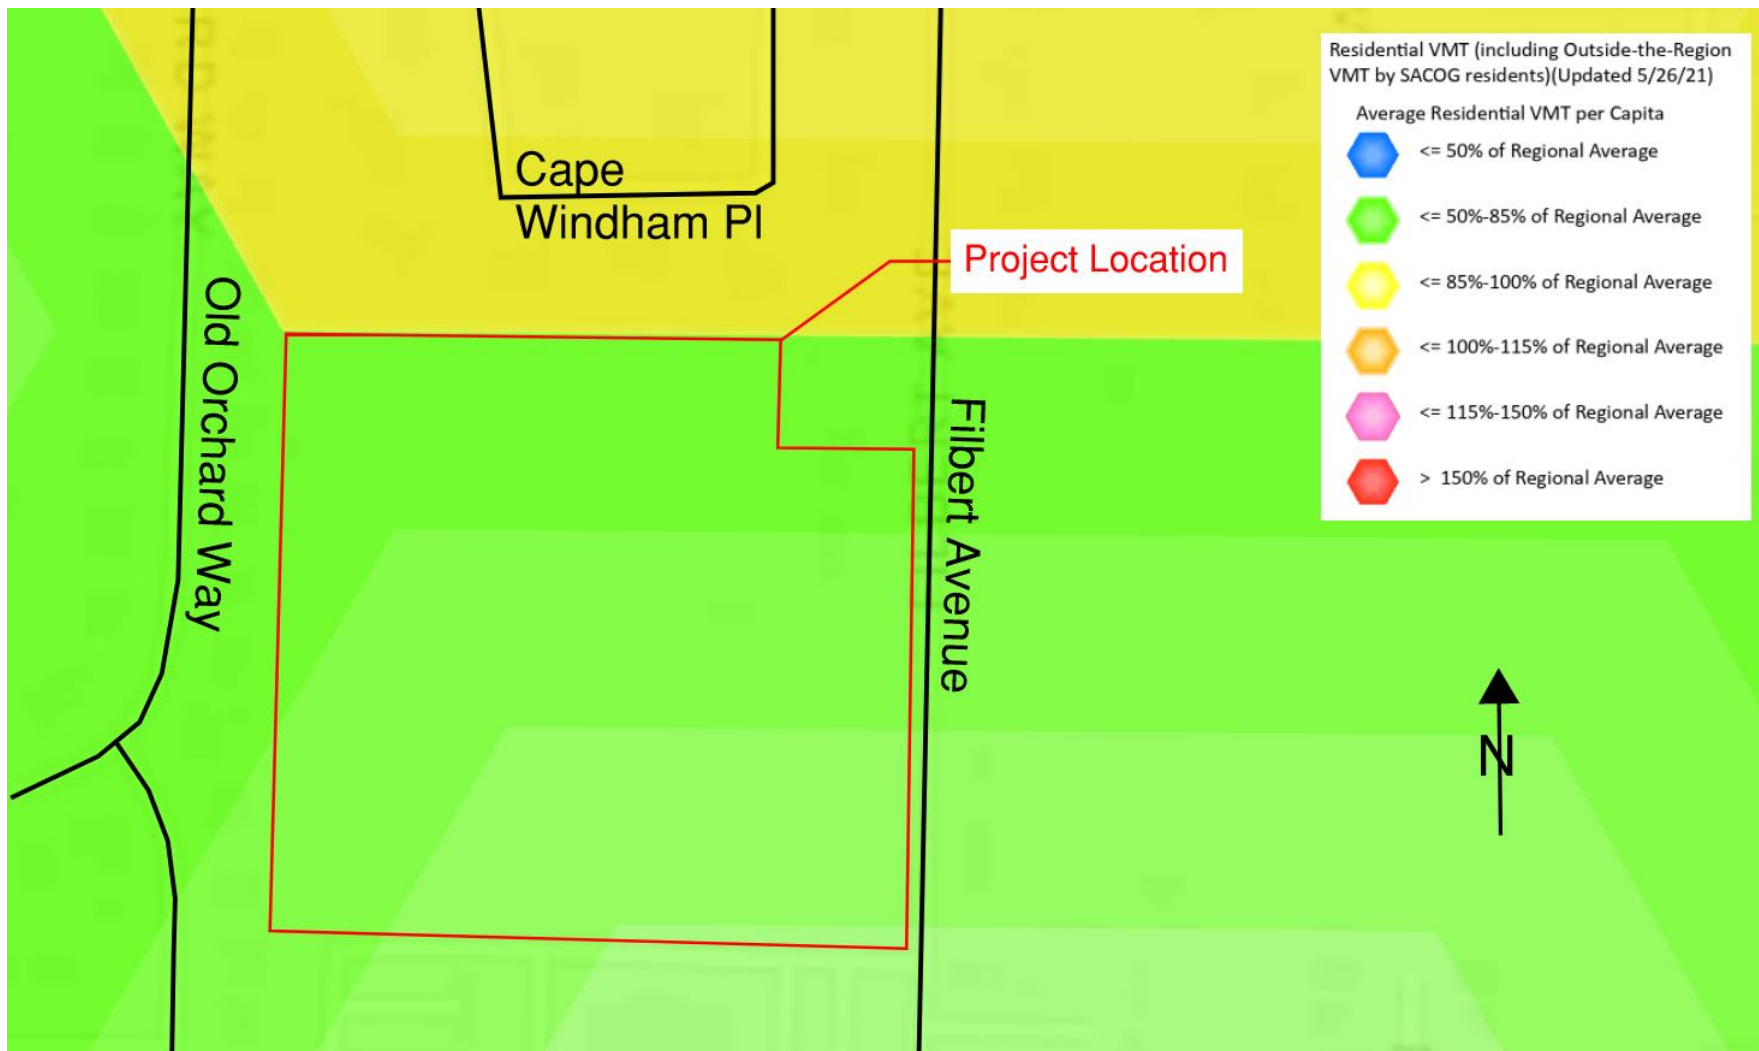 Residential VMT (including Outside-the-Region
VMT by SACOG residents)(Updated 5/26/21)
Average Residential VMT per Capita
<= 50% of Regional Average
<= 50%-85% of Regional Average
<= 85%-100% of Regional Average
<= 100%-115% of Regional Average
<= 115%-150% of Regional Average
> 150% of Regional Average
Cape
Windham Pl
Project Location
Old Orchard Way
Filbert Avenue
N